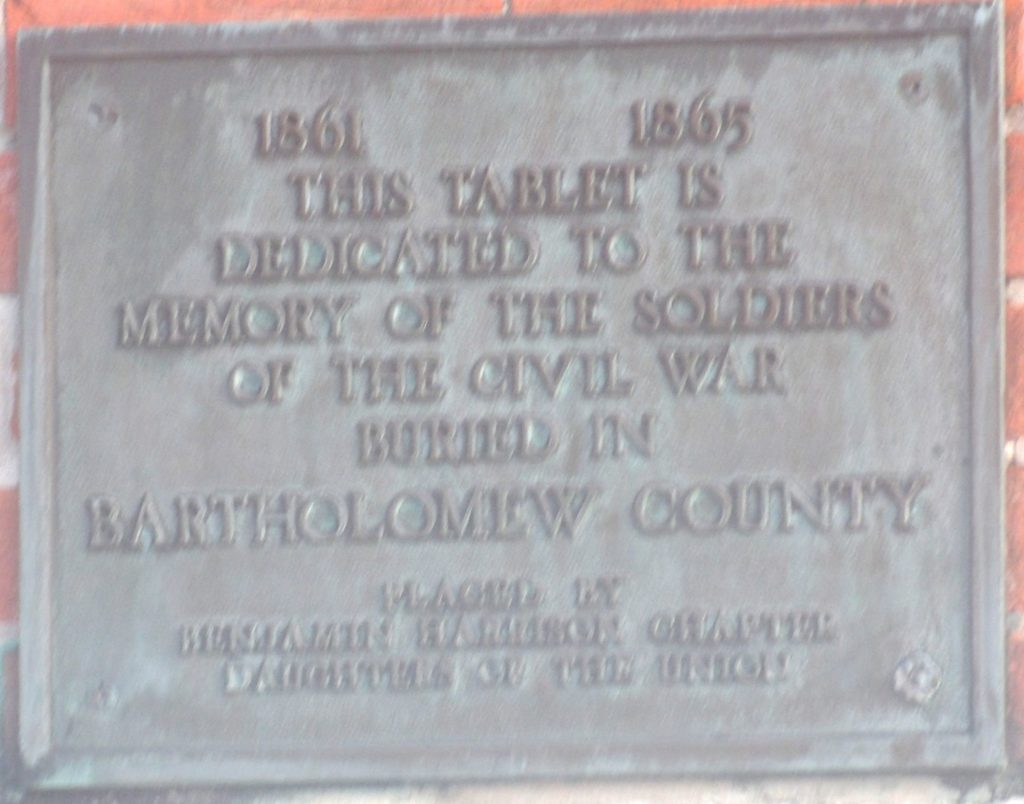 1861 1865
THIS TABLET IS
DEDICATED TO THE
MEMORY OF THE SOLDIERS
OF THE CIVIL WAR
BURIED IN
BARTHOLOMEW COUNTY
PLACED BY
BENJAMIN HARRISON CHAPTER
DAUGHTERS OF THE UNION